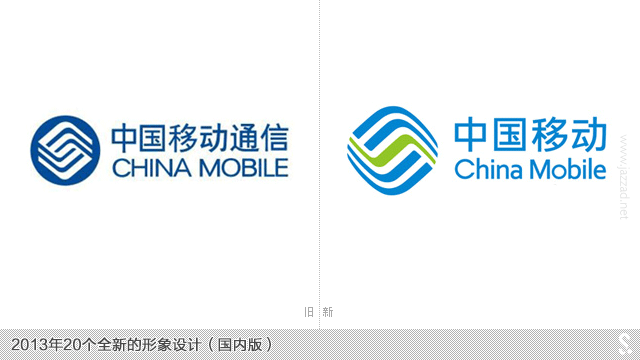 中国移动通信
CHINA MOBILE
中国移动
China Mobile
www.jazzad.net
旧 新
2013年20个全新的形象设计（国内版）